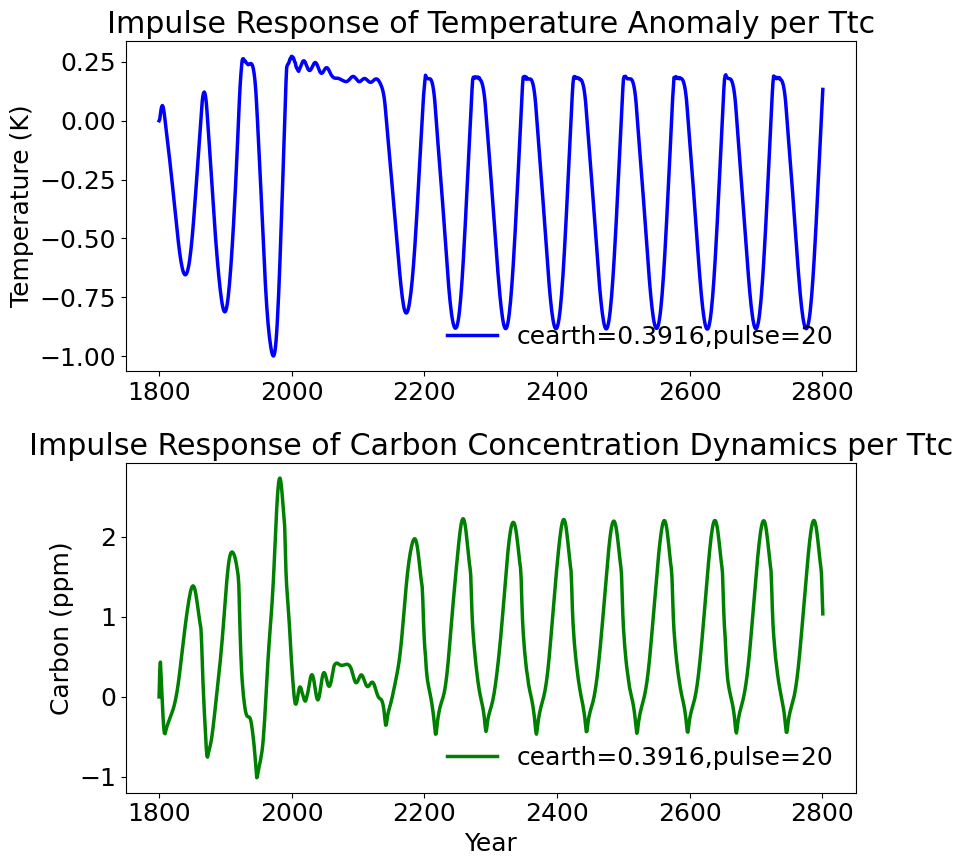 Impulse Response of Temperature Anomaly per Ttc
Temperature (K)
0.25
0.00
−0.25
−0.50
−0.75
−1.00
cearth=0.3916,pulse=20
1800 2000 2200 2400 2600 2800
Impulse Response of Carbon Concentration Dynamics per Ttc
Carbon (ppm)
2
1
0
−1
cearth=0.3916,pulse=20
1800 2000 2200 2400 2600 2800
Year